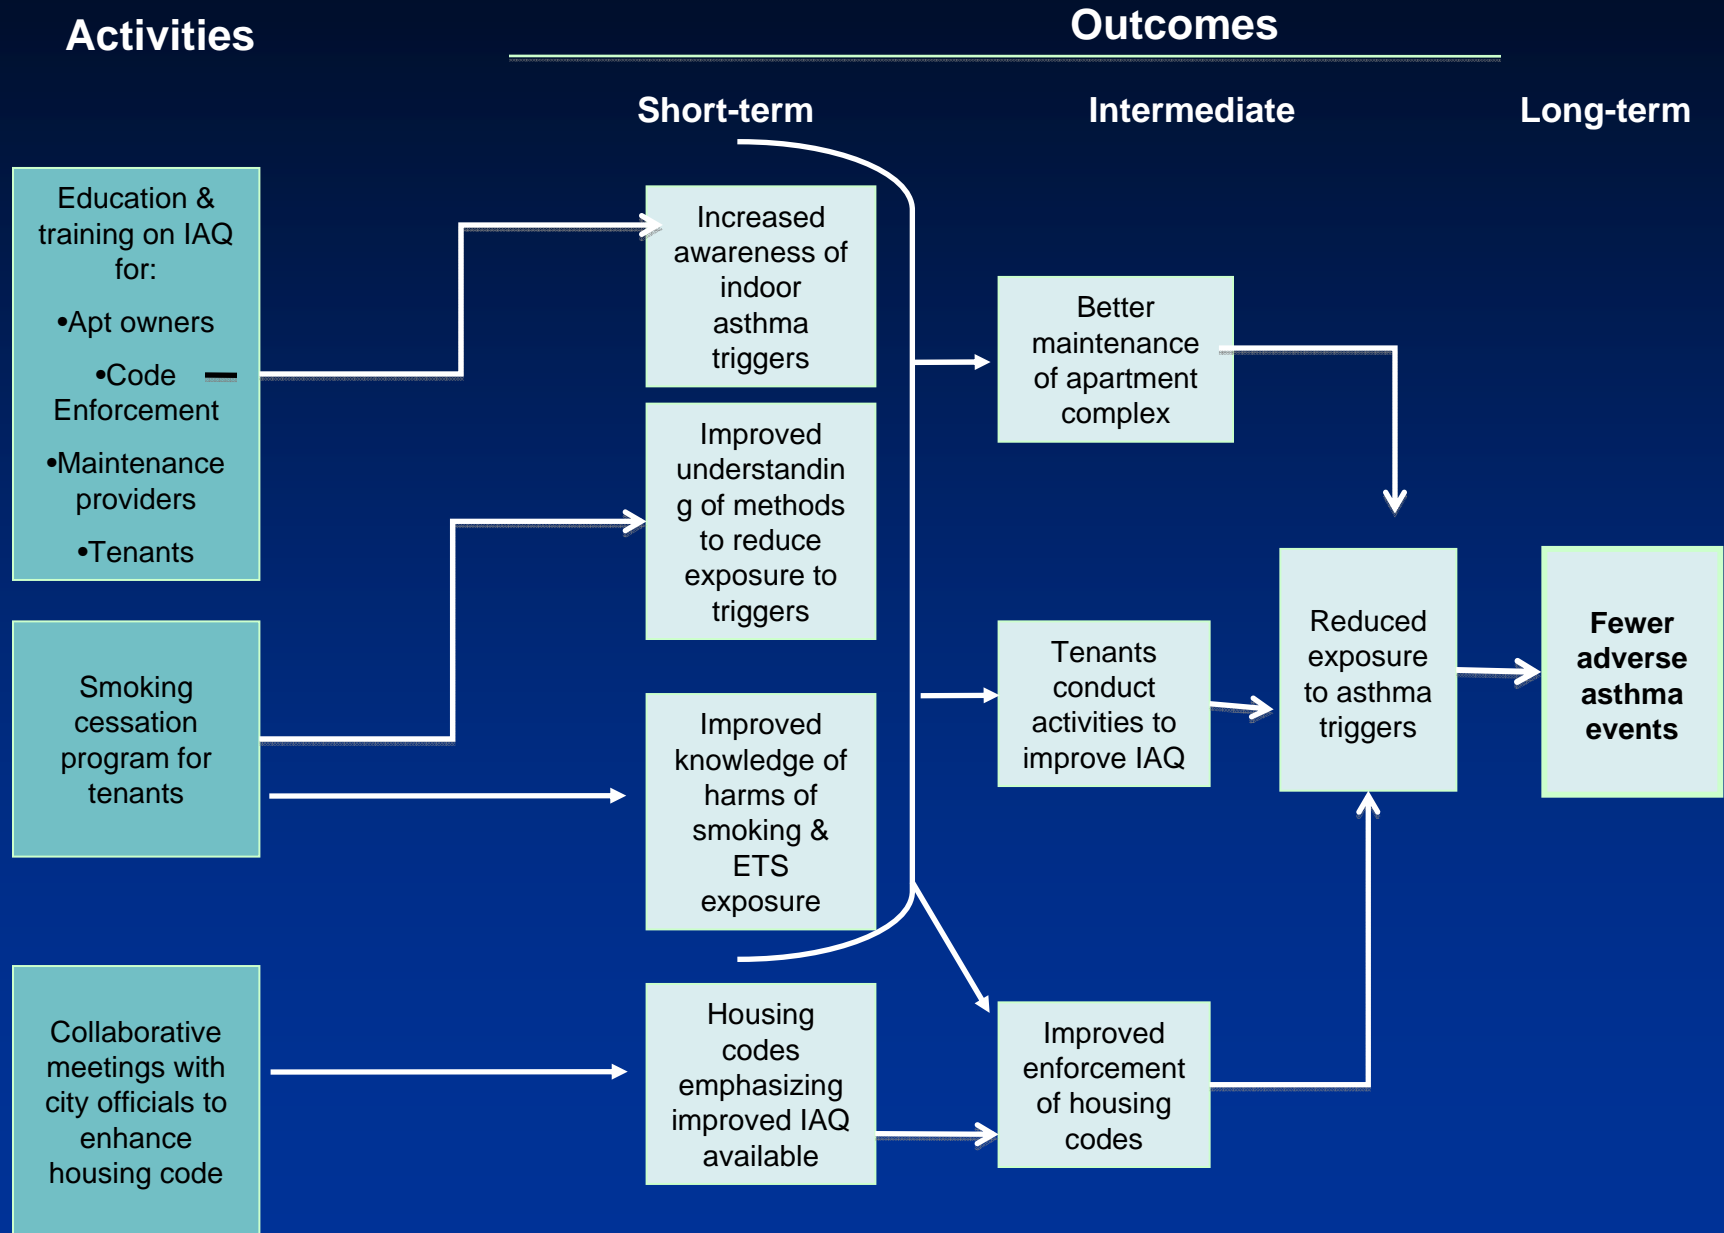 Activities
Outcomes
Short-term
Intermediate
Long-term
Education &
training on IAQ
for:
•Apt owners
•Code
Enforcement
•Maintenance
providers
•Tenants
Smoking
cessation
program for
tenants
Collaborative
meetings with
city officials to
enhance
housing code
Increased
awareness of
indoor
asthma
triggers
Improved
understandin
g of methods
to reduce
exposure to
triggers
Improved
knowledge of
harms of
smoking &
ETS
exposure
Housing
codes
emphasizing
improved IAQ
available
Better
maintenance
of apartment
complex
Tenants
conduct
activities to
improve IAQ
Improved
enforcement
of housing
codes
Reduced
exposure
to asthma
triggers
Fewer
adverse
asthma
events